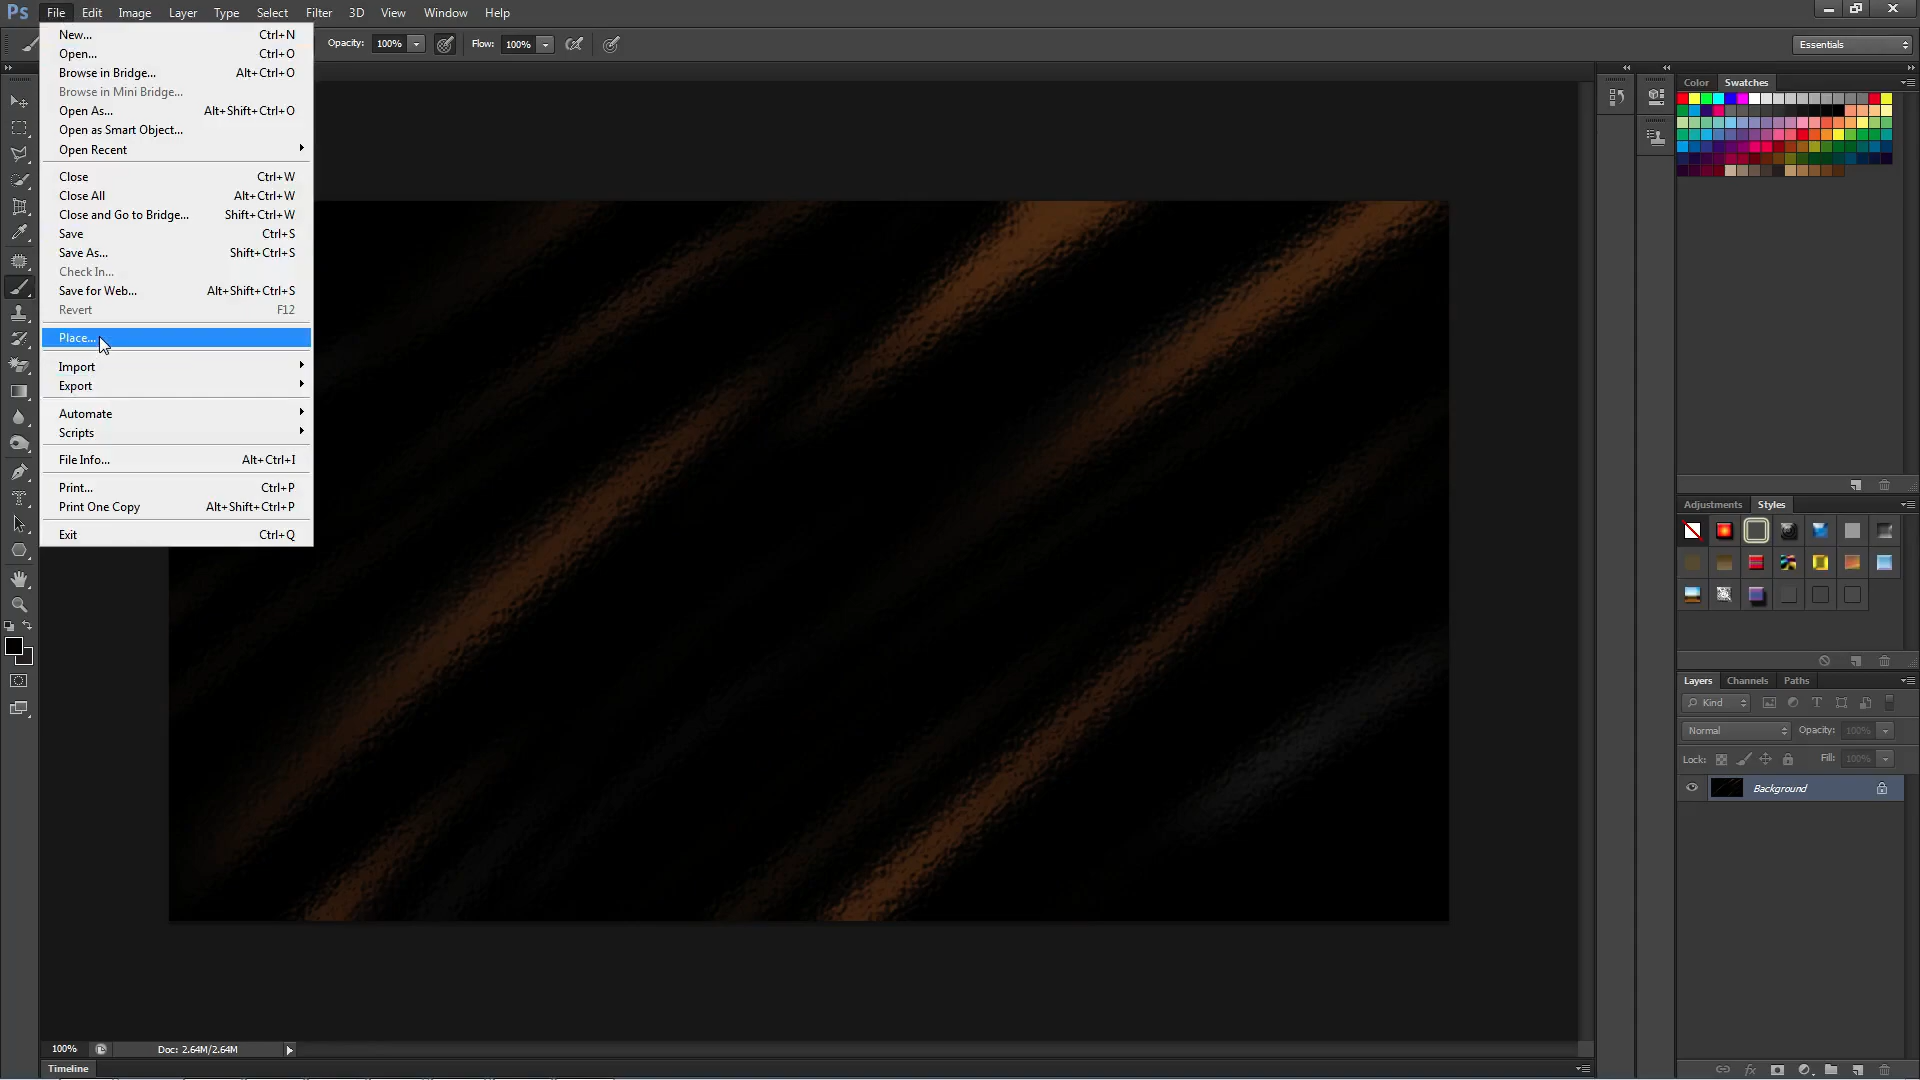 Ps File Edit Image Layer Type Select Filter 3D View Window Help
Opacity: 100% Flow: 100% Essentials
New... Ctrl+N
Open... Ctrl+O
Browse in Bridge... Alt+Ctrl+O
Browse in Mini Bridge...
Open As... Alt+Shift+Ctrl+O
Open as Smart Object...
Open Recent
Close Ctrl+W
Close All Alt+Ctrl+W
Close and Go to Bridge... Shift+Ctrl+W
Save Ctrl+S
Save As... Shift+Ctrl+S
Check In...
Save for Web... Alt+Shift+Ctrl+S
Revert F12
Place...
Import
Export
Automate
Scripts
File Info... Alt+Ctrl+I
Print... Ctrl+P
Print One Copy Alt+Shift+Ctrl+P
Exit Ctrl+Q
Color Swatches
Adjustments Styles
Layers Channels Paths
Kind
Normal Opacity: 100%
Lock: Fill: 100%
Background
100% Doc: 2.64M/2.64M
Timeline